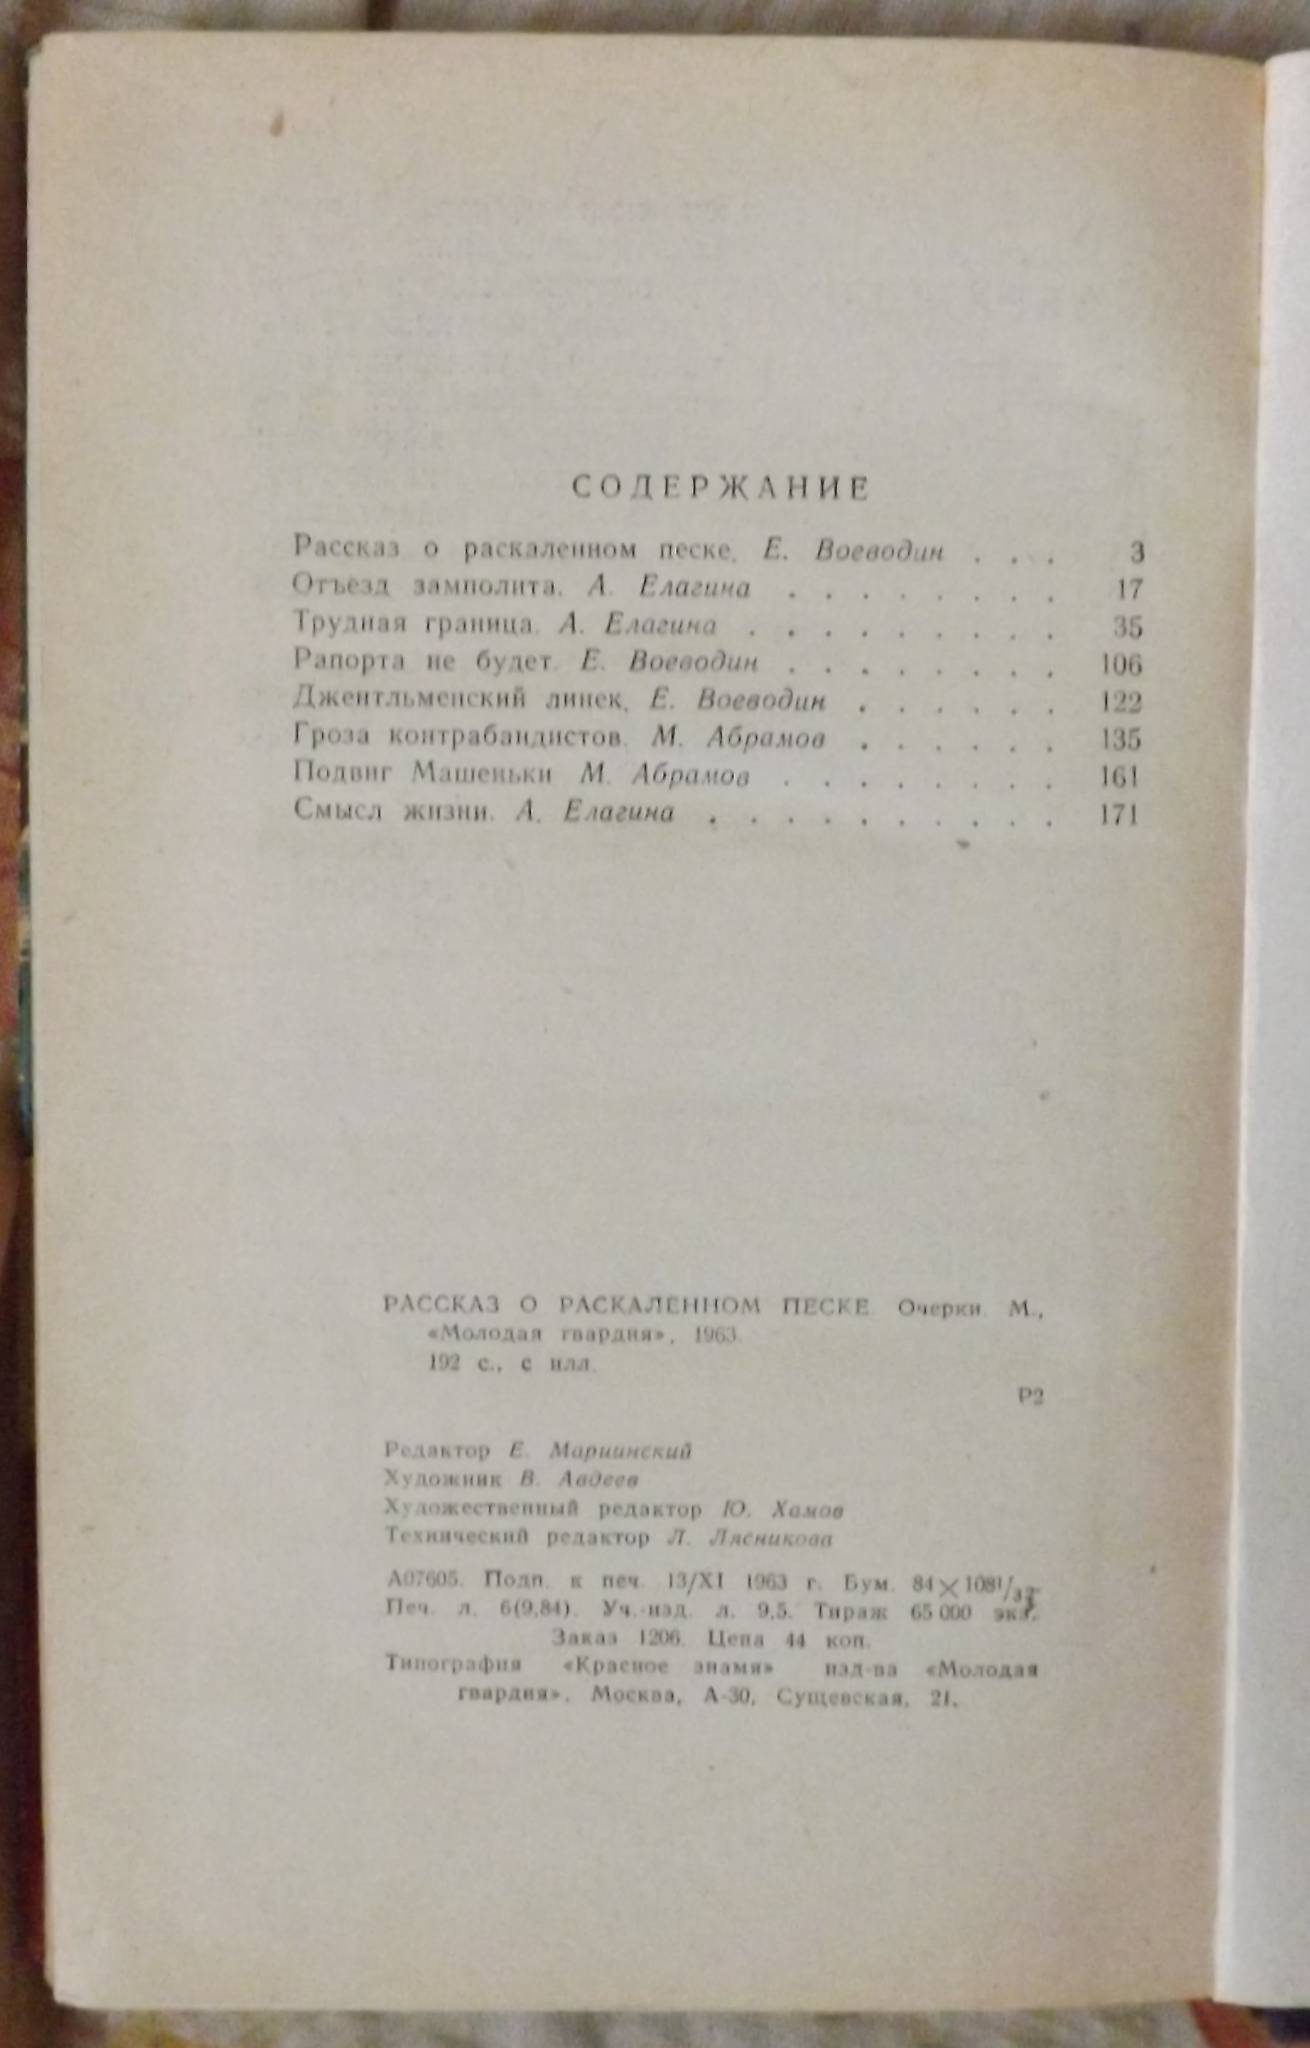 СОДЕРЖАНИЕ
Рассказ о раскаленном песке. Е. Воеводин . . . 3
Отъезд замполита. А. Елагина . . . . . . . . 17
Трудная граница. А. Елагина . . . . . . . . . 35
Рапорта не будет. Е. Воеводин . . . . . . . . 106
Джентльменский линек. Е. Воеводин . . . . . . 122
Гроза контрабандистов. М. Абрамов . . . . . . 135
Подвиг Машеньки М. Абрамов . . . . . . . . 161
Смысл жизни. А. Елагина . . . . . . . . . . 171
РАССКАЗ О РАСКАЛЕННОМ ПЕСКЕ. Очерки. М.,
«Молодая гвардия», 1963.
192 с., с илл.
Р2
Редактор Е. Мариинский
Художник В. Авдеев
Художественный редактор Ю. Хамов
Технический редактор Л. Лясникова
А07605. Подп. к печ. 13/XI 1963 г. Бум. 84×108¹/₃₂.
Печ. л. 6(9,84). Уч.-изд. л. 9,5. Тираж 65 000 экз.
Заказ 1206. Цена 44 коп.
Типография «Красное знамя» изд-ва «Молодая
гвардия». Москва, А-30, Сущевская, 21.